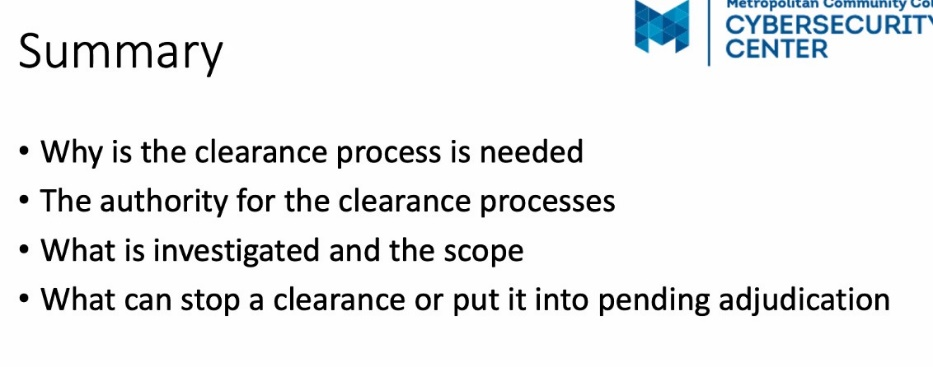 Metropolitan Community Col
CYBERSECURITY
CENTER
Summary
• Why is the clearance process is needed
• The authority for the clearance processes
• What is investigated and the scope
• What can stop a clearance or put it into pending adjudication